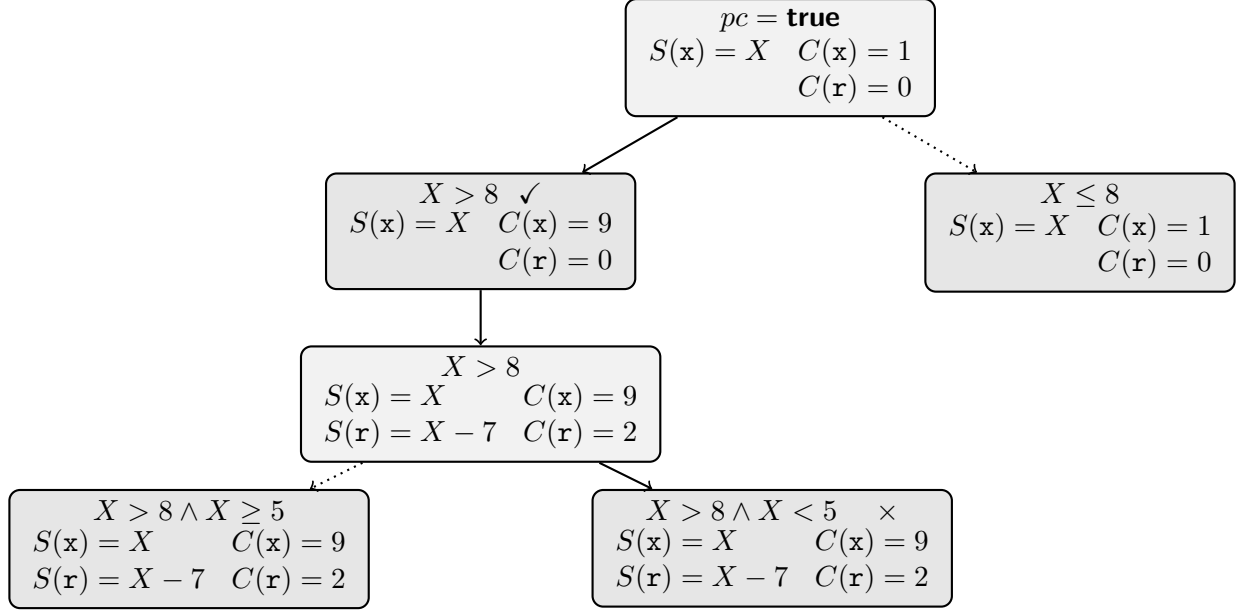 pc = true
S(x) = X C(x) = 1
C(r) = 0
X > 8 ✓
S(x) = X C(x) = 9
C(r) = 0
X ≤ 8
S(x) = X C(x) = 1
C(r) = 0
X > 8
S(x) = X C(x) = 9
S(r) = X − 7 C(r) = 2
X > 8 ∧ X ≥ 5
S(x) = X C(x) = 9
S(r) = X − 7 C(r) = 2
X > 8 ∧ X < 5 ×
S(x) = X C(x) = 9
S(r) = X − 7 C(r) = 2